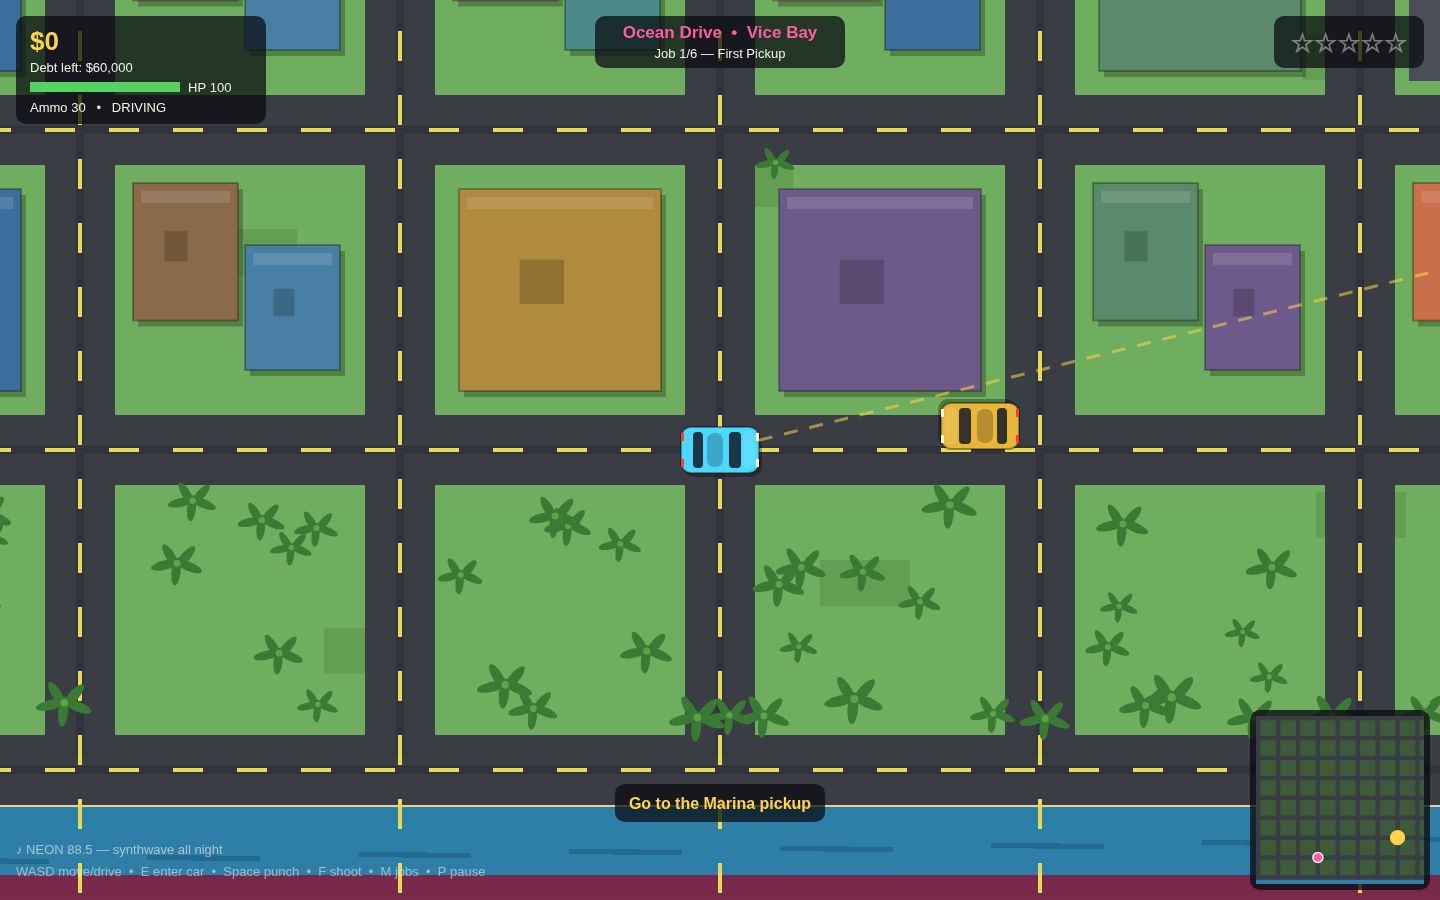 $0
Debt left: $60,000
HP 100
Ammo 30 • DRIVING
Ocean Drive • Vice Bay
Job 1/6 — First Pickup
☆☆☆☆☆
Go to the Marina pickup
♪ NEON 88.5 — synthwave all night
WASD move/drive • E enter car • Space punch • F shoot • M jobs • P pause